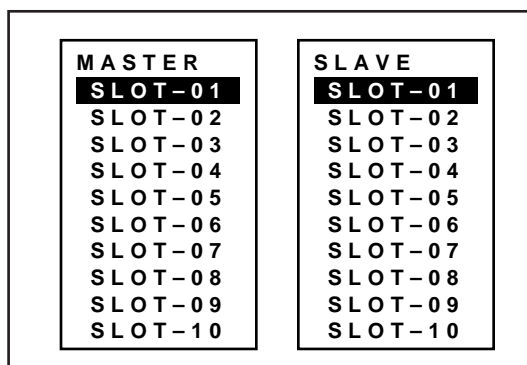 MASTER
SLOT–01
SLOT–02
SLOT–03
SLOT–04
SLOT–05
SLOT–06
SLOT–07
SLOT–08
SLOT–09
SLOT–10
SLAVE
SLOT–01
SLOT–02
SLOT–03
SLOT–04
SLOT–05
SLOT–06
SLOT–07
SLOT–08
SLOT–09
SLOT–10